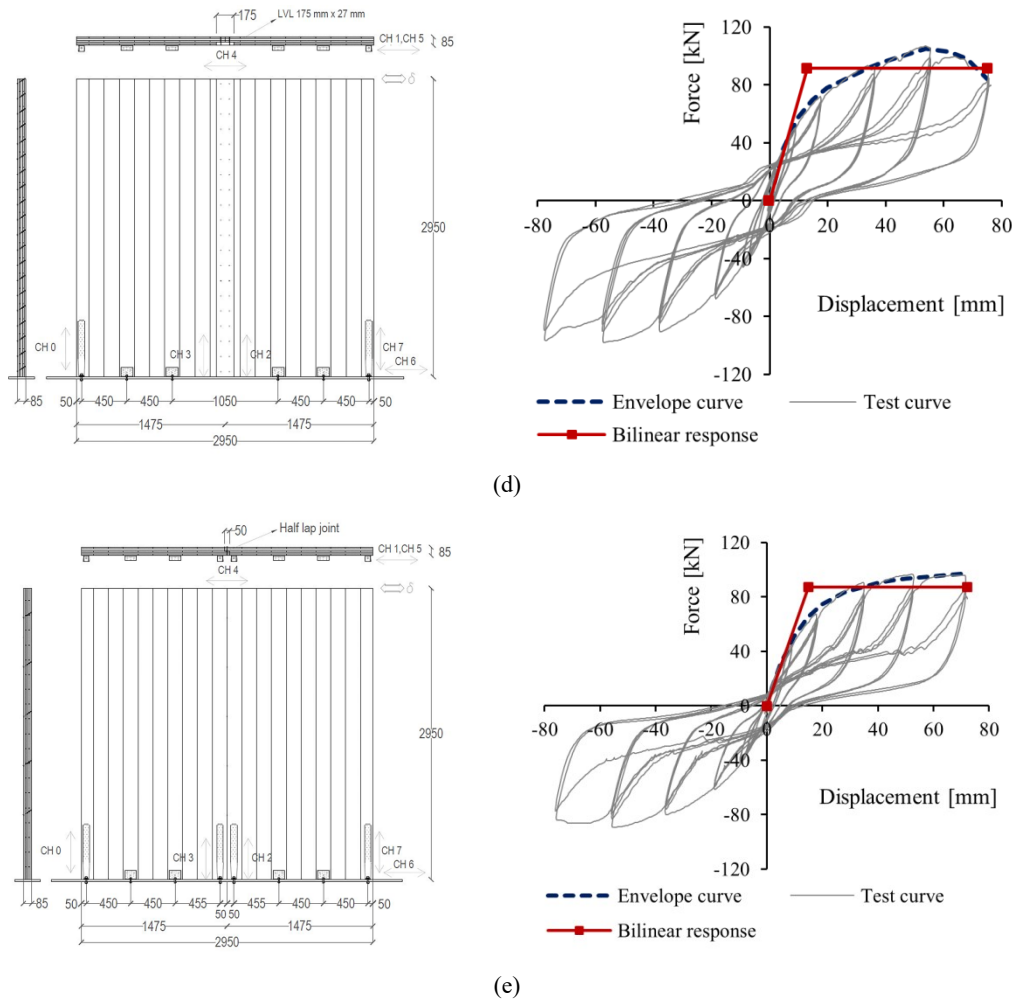 175
LVL 175 mm x 27 mm
CH 1,CH 5
85
CH 4
δ
2950
CH 0
CH 3
CH 2
CH 7
CH 6
85
50
450
450
1050
450
450
50
1475
1475
2950
Force [kN]
120
80
40
0
-40
-80
-120
-80
-60
-40
-20
0
20
40
60
80
Displacement [mm]
Envelope curve
Test curve
Bilinear response
(d)
50
Half lap joint
CH 1,CH 5
85
CH 4
δ
2950
CH 0
CH 3
CH 2
CH 7
CH 6
85
50
450
450
455
50
50
455
450
450
50
1475
1475
2950
Force [kN]
120
80
40
0
-40
-80
-120
-80
-60
-40
-20
0
20
40
60
80
Displacement [mm]
Envelope curve
Test curve
Bilinear response
(e)